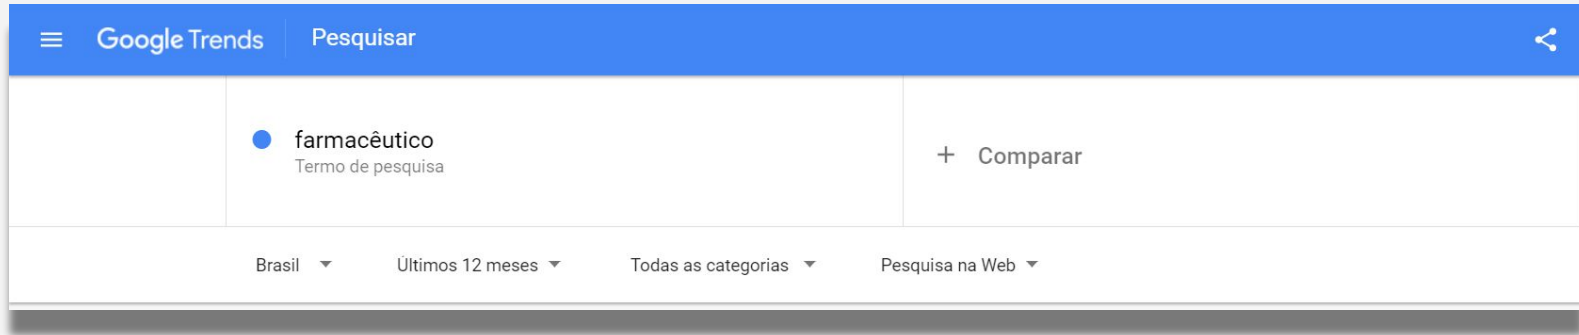 Google Trends Pesquisar
farmacêutico
Termo de pesquisa
+ Comparar
Brasil Últimos 12 meses Todas as categorias Pesquisa na Web